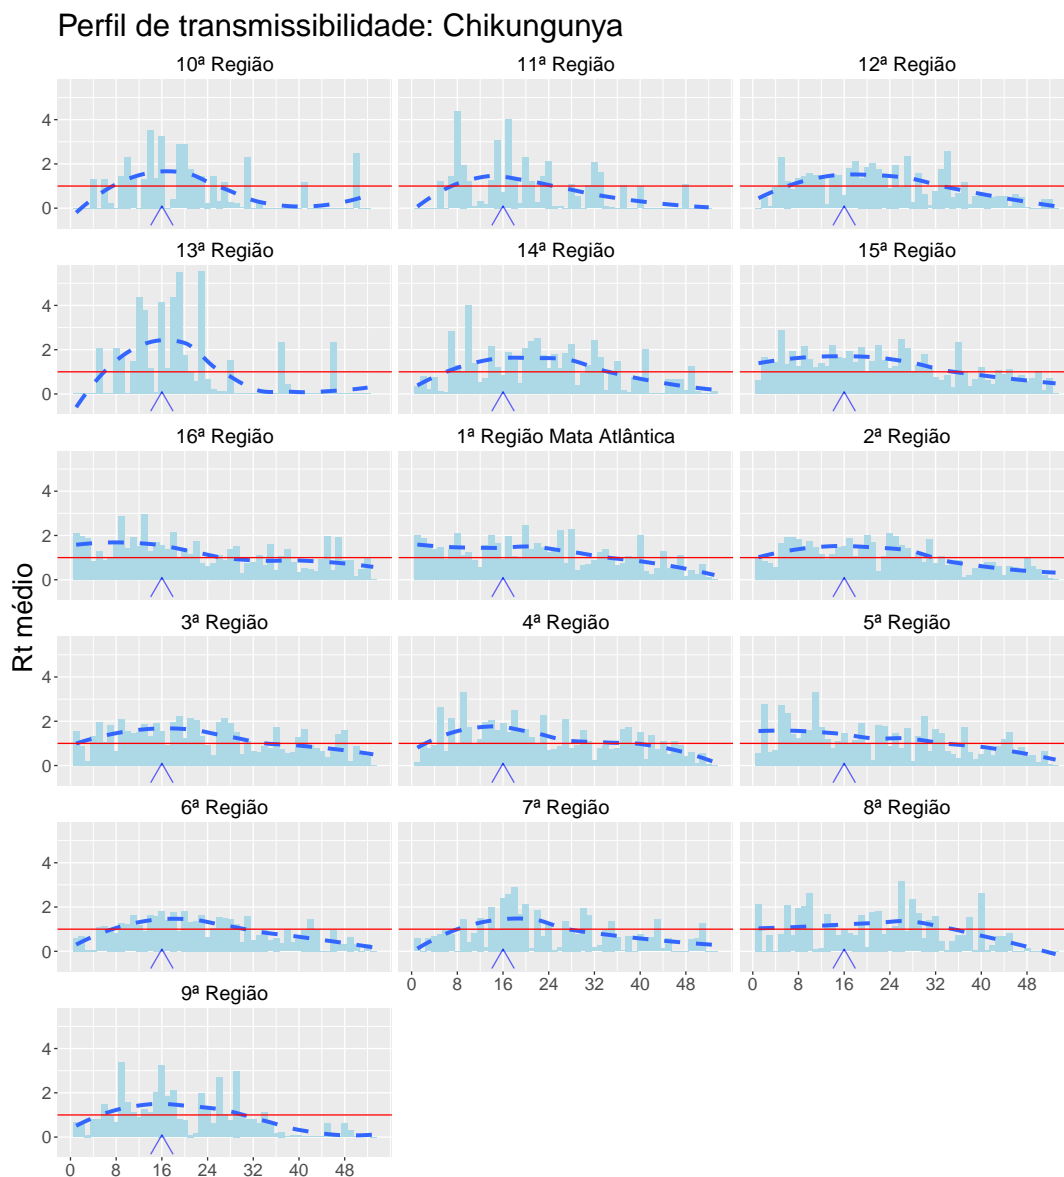 Perfil de transmissibilidade: Chikungunya
10ª Região
11ª Região
12ª Região
4
2
0
13ª Região
14ª Região
15ª Região
4
2
0
16ª Região
1ª Região Mata Atlântica
2ª Região
4
2
0
Rt médio
3ª Região
4ª Região
5ª Região
4
2
0
6ª Região
7ª Região
8ª Região
4
2
0
0 8 16 24 32 40 48
0 8 16 24 32 40 48
9ª Região
4
2
0
0 8 16 24 32 40 48